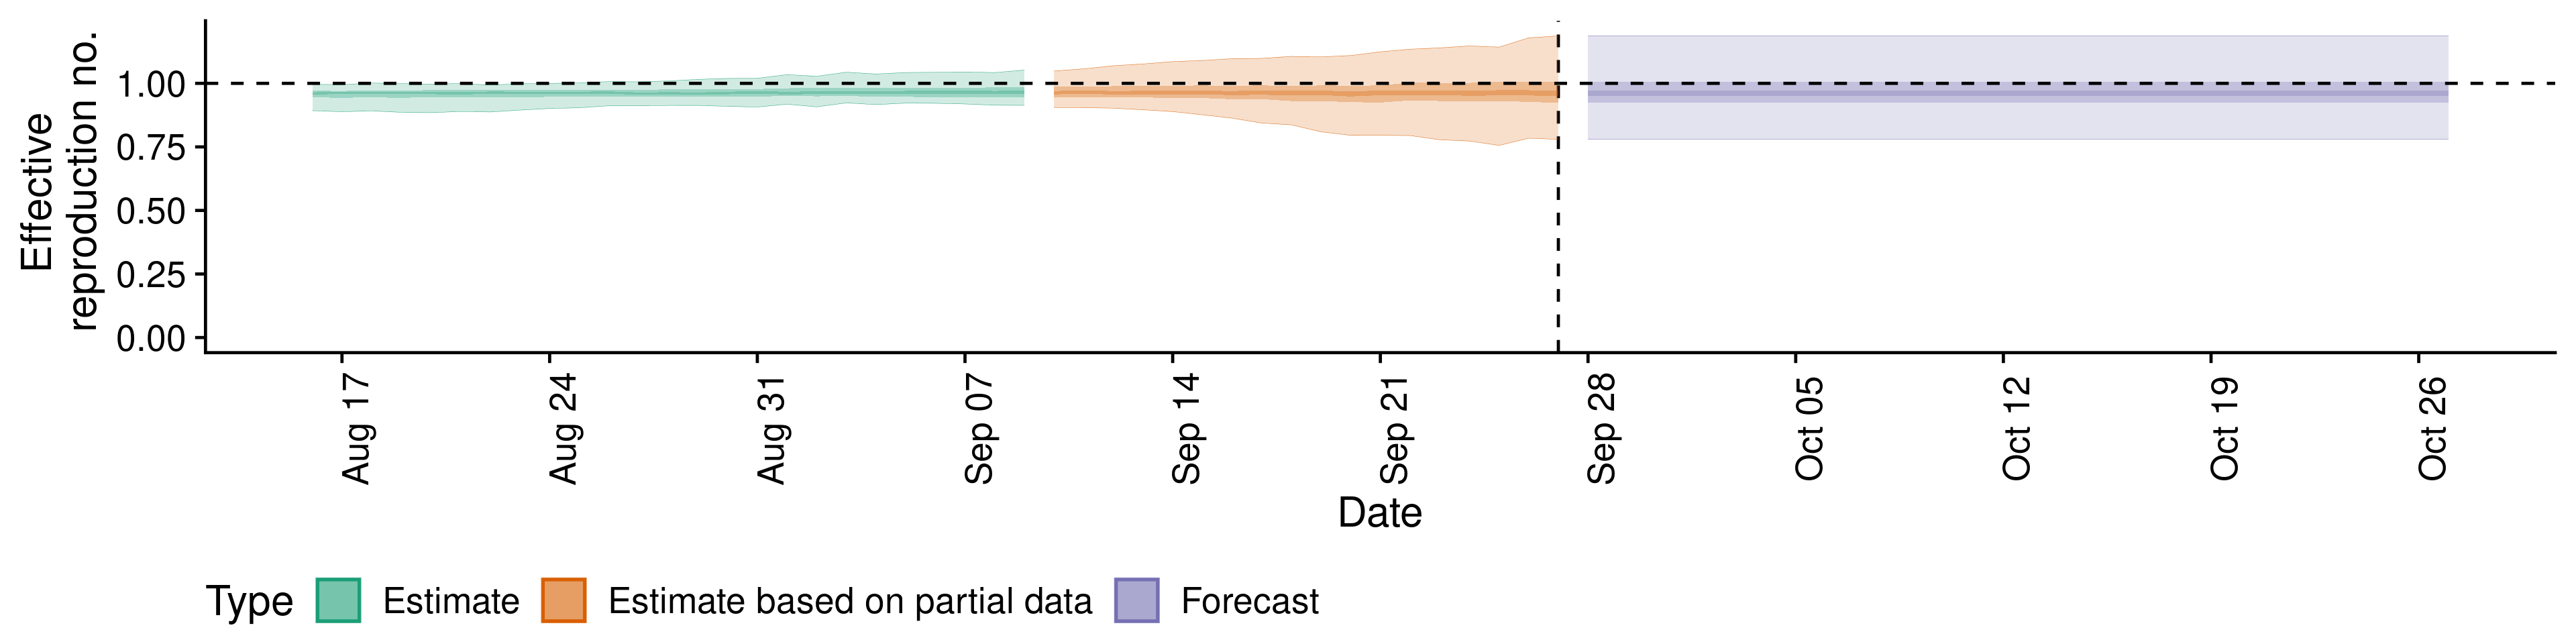 Effective
reproduction no.
1.00
0.75
0.50
0.25
0.00
Aug 17
Aug 24
Aug 31
Sep 07
Sep 14
Sep 21
Sep 28
Oct 05
Oct 12
Oct 19
Oct 26
Date
Type Estimate Estimate based on partial data Forecast